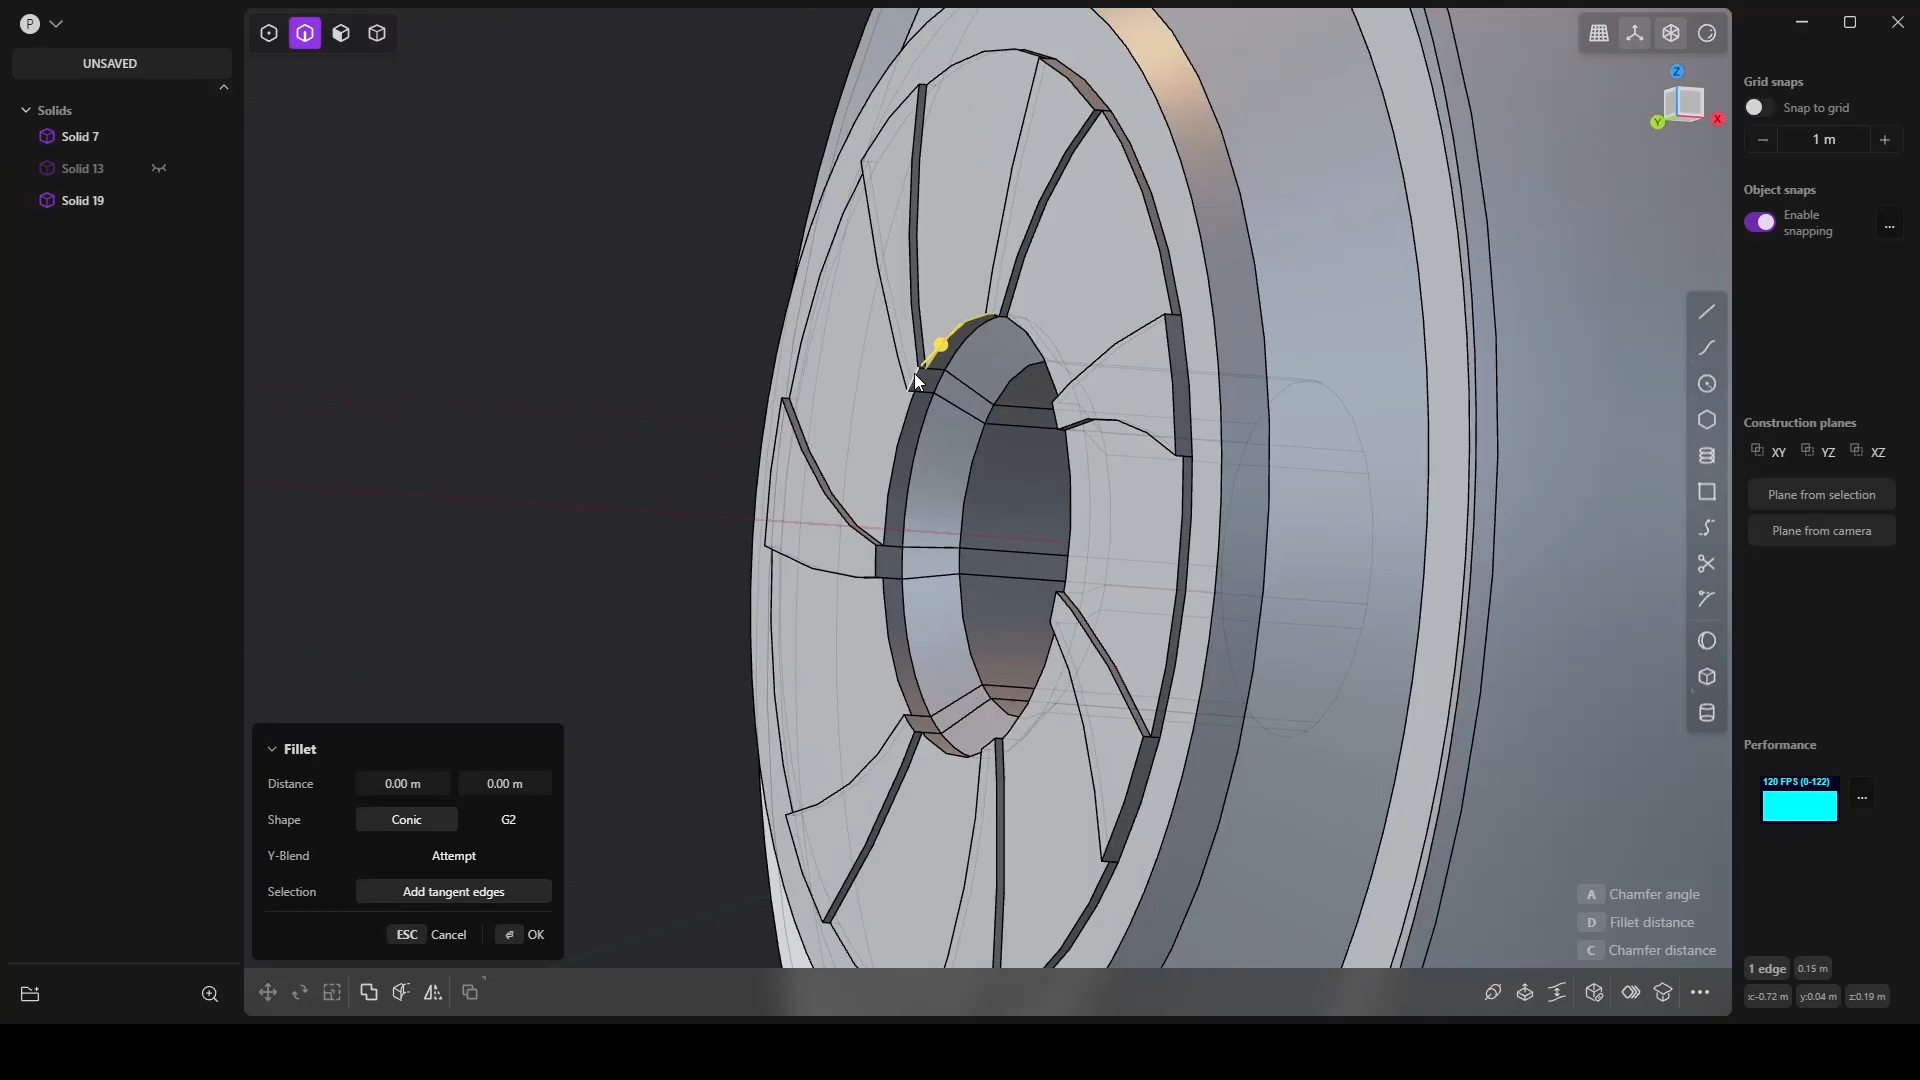 P
UNSAVED
Solids
Solid 7
Solid 13
Solid 19
Z
Y
X
Grid snaps
Snap to grid
1 m
Object snaps
Enable
snapping
...
Construction planes
XY YZ XZ
Plane from selection
Plane from camera
Performance
120 FPS (0-122)
...
Fillet
Distance 0.00 m 0.00 m
Shape Conic G2
Y-Blend Attempt
Selection Add tangent edges
ESC Cancel OK
A Chamfer angle
D Fillet distance
C Chamfer distance
1 edge 0.15 m
x:-0.72 m y:0.04 m z:0.19 m